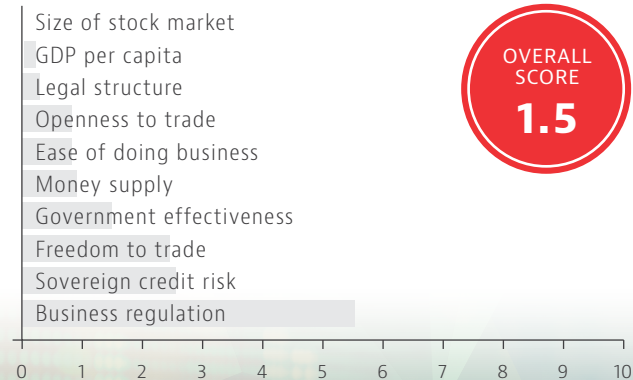 Size of stock market
GDP per capita
Legal structure
Openness to trade
Ease of doing business
Money supply
Government effectiveness
Freedom to trade
Sovereign credit risk
Business regulation
0 1 2 3 4 5 6 7 8 9 10
OVERALL
SCORE
1.5